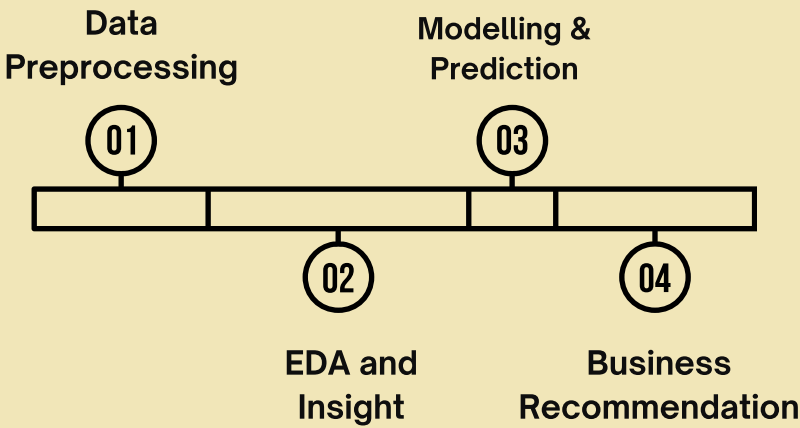 Data
Preprocessing
01
EDA and
Insight
02
Modelling &
Prediction
03
Business
Recommendation
04